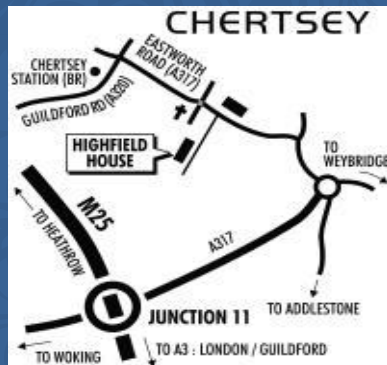 CHERTSEY
CHERTSEY
STATION (BR)
EASTWORTH
ROAD (A317)
GUILDFORD RD (A320)
HIGHFIELD
HOUSE
TO
WEYBRIDGE
M25
TO HEATHROW
A317
TO ADDLESTONE
JUNCTION 11
TO WOKING
TO A3 : LONDON / GUILDFORD